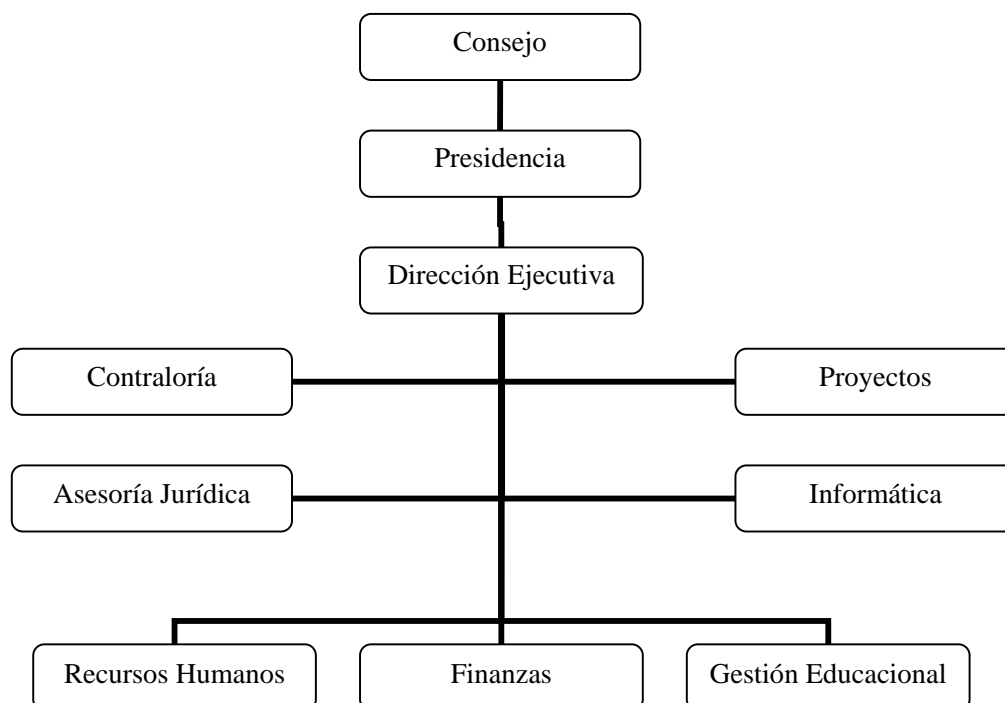 Consejo
Presidencia
Dirección Ejecutiva
Contraloría
Proyectos
Asesoría Jurídica
Informática
Recursos Humanos
Finanzas
Gestión Educacional